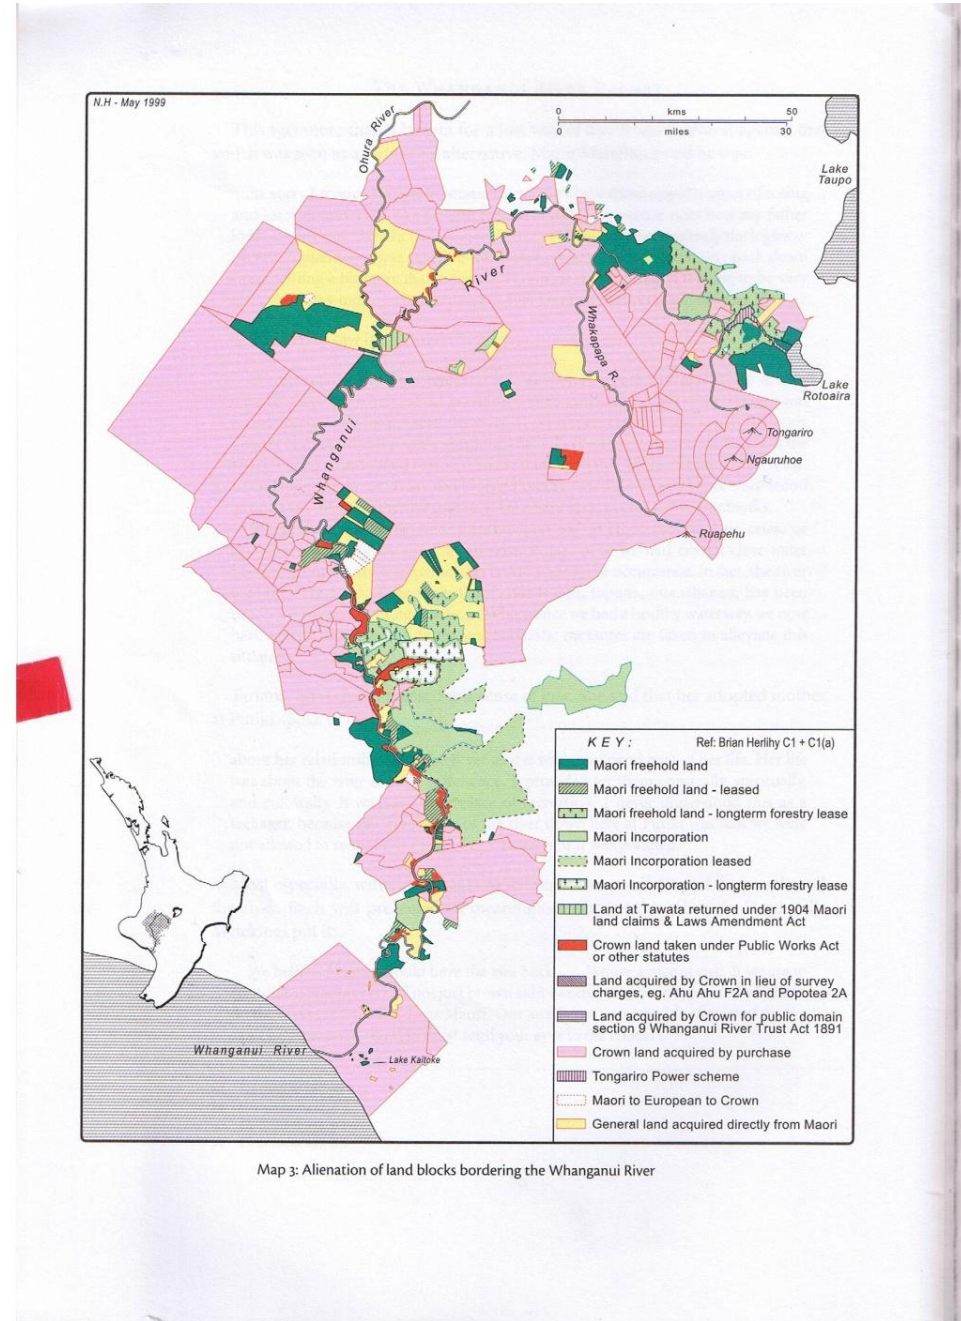 N.H - May 1999
0 kms 50
0 miles 30
Ohura River
Lake
Taupo
River
Whakapapa R.
Lake
Rotoaira
Tongariro
Ngauruhoe
Whanganui
Ruapehu
KEY: Ref: Brian Herlihy C1 + C1(a)
Maori freehold land
Maori freehold land - leased
Maori freehold land - longterm forestry lease
Maori Incorporation
Maori Incorporation leased
Maori Incorporation - longterm forestry lease
Land at Tawata returned under 1904 Maori
land claims & Laws Amendment Act
Crown land taken under Public Works Act
or other statutes
Land acquired by Crown in lieu of survey
charges, eg. Ahu Ahu F2A and Popotea 2A
Land acquired by Crown for public domain
section 9 Whanganui River Trust Act 1891
Crown land acquired by purchase
Tongariro Power scheme
Maori to European to Crown
General land acquired directly from Maori
Whanganui River
Lake Kaitoke
Map 3: Alienation of land blocks bordering the Whanganui River